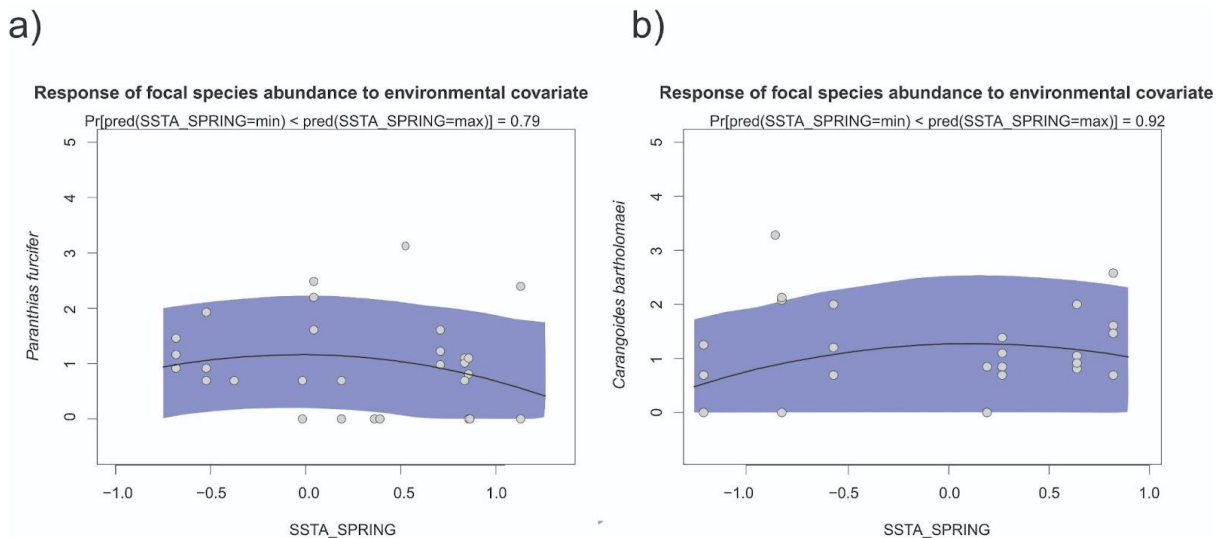 a)
Response of focal species abundance to environmental covariate
Pr[pred(SSTA_SPRING=min) < pred(SSTA_SPRING=max)] = 0.79
5
4
3
2
1
0
Paranthias furcifer
−1.0 −0.5 0.0 0.5 1.0
SSTA_SPRING
b)
Response of focal species abundance to environmental covariate
Pr[pred(SSTA_SPRING=min) < pred(SSTA_SPRING=max)] = 0.92
5
4
3
2
1
0
Carangoides bartholomaei
−1.0 −0.5 0.0 0.5 1.0
SSTA_SPRING